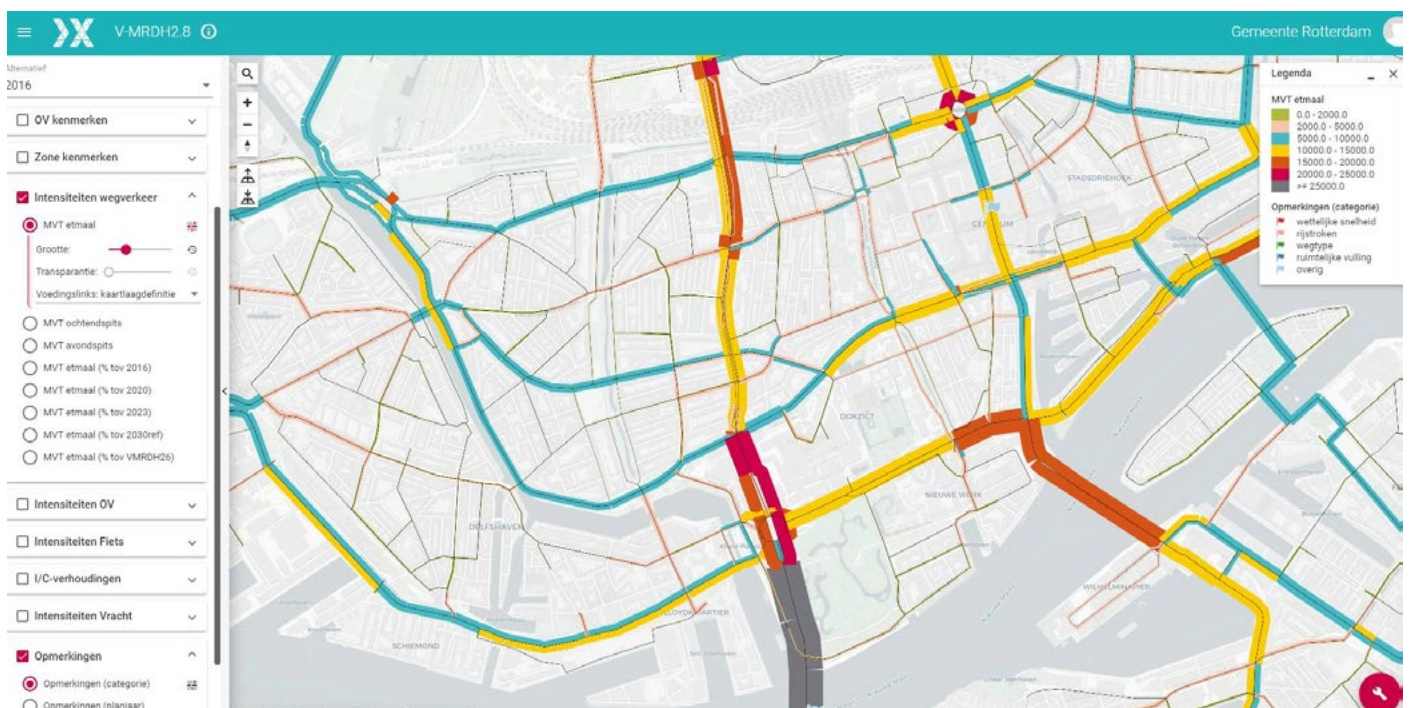 V-MRDH2.8
Gemeente Rotterdam
Alternatief
2016
OV kenmerken
Zone kenmerken
Intensiteiten wegverkeer
MVT etmaal
Grootte:
Transparantie:
Voedingslinks: kaartlaagdefinitie
MVT ochtendspits
MVT avondspits
MVT etmaal (% tov 2016)
MVT etmaal (% tov 2020)
MVT etmaal (% tov 2023)
MVT etmaal (% tov 2030ref)
MVT etmaal (% tov VMRDH26)
Intensiteiten OV
Intensiteiten Fiets
I/C-verhoudingen
Intensiteiten Vracht
Opmerkingen
Opmerkingen (categorie)
Opmerkingen (planjaar)
Legenda
MVT etmaal
0.0 - 2000.0
2000.0 - 5000.0
5000.0 - 10000.0
10000.0 - 15000.0
15000.0 - 20000.0
20000.0 - 25000.0
>= 25000.0
Opmerkingen (categorie)
wettelijke snelheid
rijstroken
wegtype
ruimtelijke vulling
overig
STADSDRIEHOEK
CENTRUM
DIJKZICHT
NIEUWE WERK
DELFSHAVEN
LLOYDKWARTIER
SCHIEMOND
WILHELMINAPIER